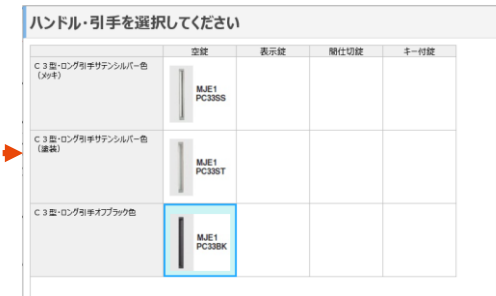 ハンドル・引手を選択してください
空錠 表示錠 間仕切錠 キー付錠
C3型-ロング引手サテンシルバー色
(メッキ)
MJE1
PC33SS
C3型-ロング引手サテンシルバー色
(塗装)
MJE1
PC33ST
C3型-ロング引手オフブラック色
MJE1
PC33BK